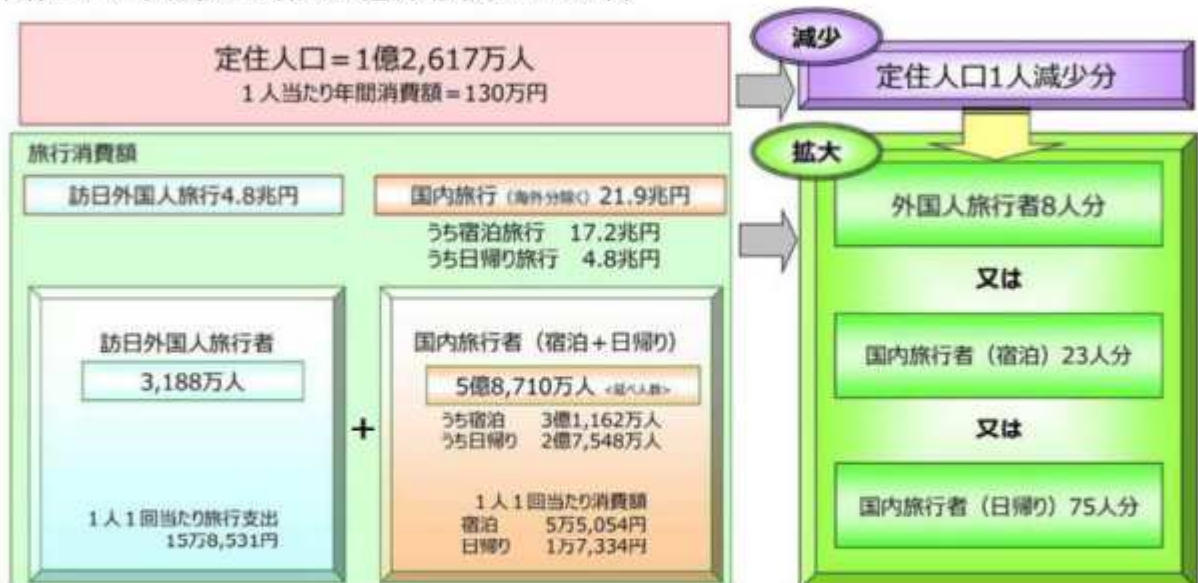 定住人口＝1億2,617万人
1人当たり年間消費額＝130万円
減少
定住人口1人減少分
旅行消費額
訪日外国人旅行4.8兆円
国内旅行（海外分除く）21.9兆円
うち宿泊旅行 17.2兆円
うち日帰り旅行 4.8兆円
訪日外国人旅行者
3,188万人
+
国内旅行者（宿泊＋日帰り）
5億8,710万人 <延べ人数>
うち宿泊 3億1,162万人
うち日帰り 2億7,548万人
1人1回当たり旅行支出
15万8,531円
1人1回当たり消費額
宿泊 5万5,054円
日帰り 1万7,334円
拡大
外国人旅行者8人分
又は
国内旅行者（宿泊）23人分
又は
国内旅行者（日帰り）75人分